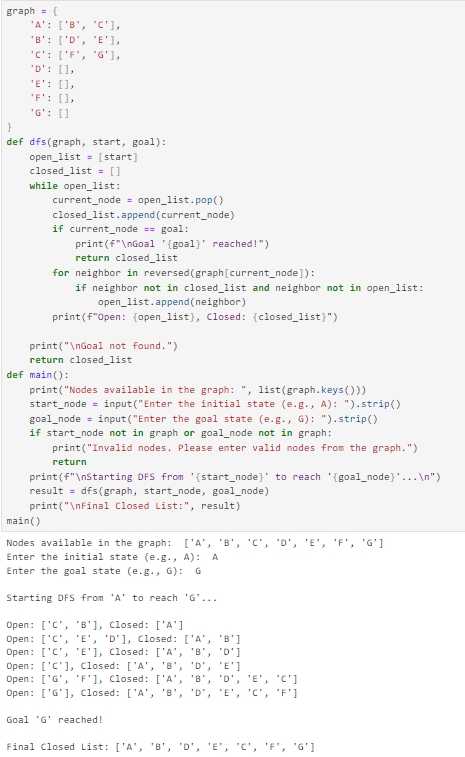 graph = {
    'A': ['B', 'C'],
    'B': ['D', 'E'],
    'C': ['F', 'G'],
    'D': [],
    'E': [],
    'F': [],
    'G': []
}
def dfs(graph, start, goal):
    open_list = [start]
    closed_list = []
    while open_list:
        current_node = open_list.pop()
        closed_list.append(current_node)
        if current_node == goal:
            print(f"\nGoal '{goal}' reached!")
            return closed_list
        for neighbor in reversed(graph[current_node]):
            if neighbor not in closed_list and neighbor not in open_list:
                open_list.append(neighbor)
        print(f"Open: {open_list}, Closed: {closed_list}")

    print("\nGoal not found.")
    return closed_list
def main():
    print("Nodes available in the graph: ", list(graph.keys()))
    start_node = input("Enter the initial state (e.g., A): ").strip()
    goal_node = input("Enter the goal state (e.g., G): ").strip()
    if start_node not in graph or goal_node not in graph:
        print("Invalid nodes. Please enter valid nodes from the graph.")
        return
    print(f"\nStarting DFS from '{start_node}' to reach '{goal_node}'...\n")
    result = dfs(graph, start_node, goal_node)
    print("\nFinal Closed List:", result)
main()
Nodes available in the graph:  ['A', 'B', 'C', 'D', 'E', 'F', 'G']
Enter the initial state (e.g., A):  A
Enter the goal state (e.g., G):  G

Starting DFS from 'A' to reach 'G'...

Open: ['C', 'B'], Closed: ['A']
Open: ['C', 'E', 'D'], Closed: ['A', 'B']
Open: ['C', 'E'], Closed: ['A', 'B', 'D']
Open: ['C'], Closed: ['A', 'B', 'D', 'E']
Open: ['G', 'F'], Closed: ['A', 'B', 'D', 'E', 'C']
Open: ['G'], Closed: ['A', 'B', 'D', 'E', 'C', 'F']

Goal 'G' reached!

Final Closed List: ['A', 'B', 'D', 'E', 'C', 'F', 'G']